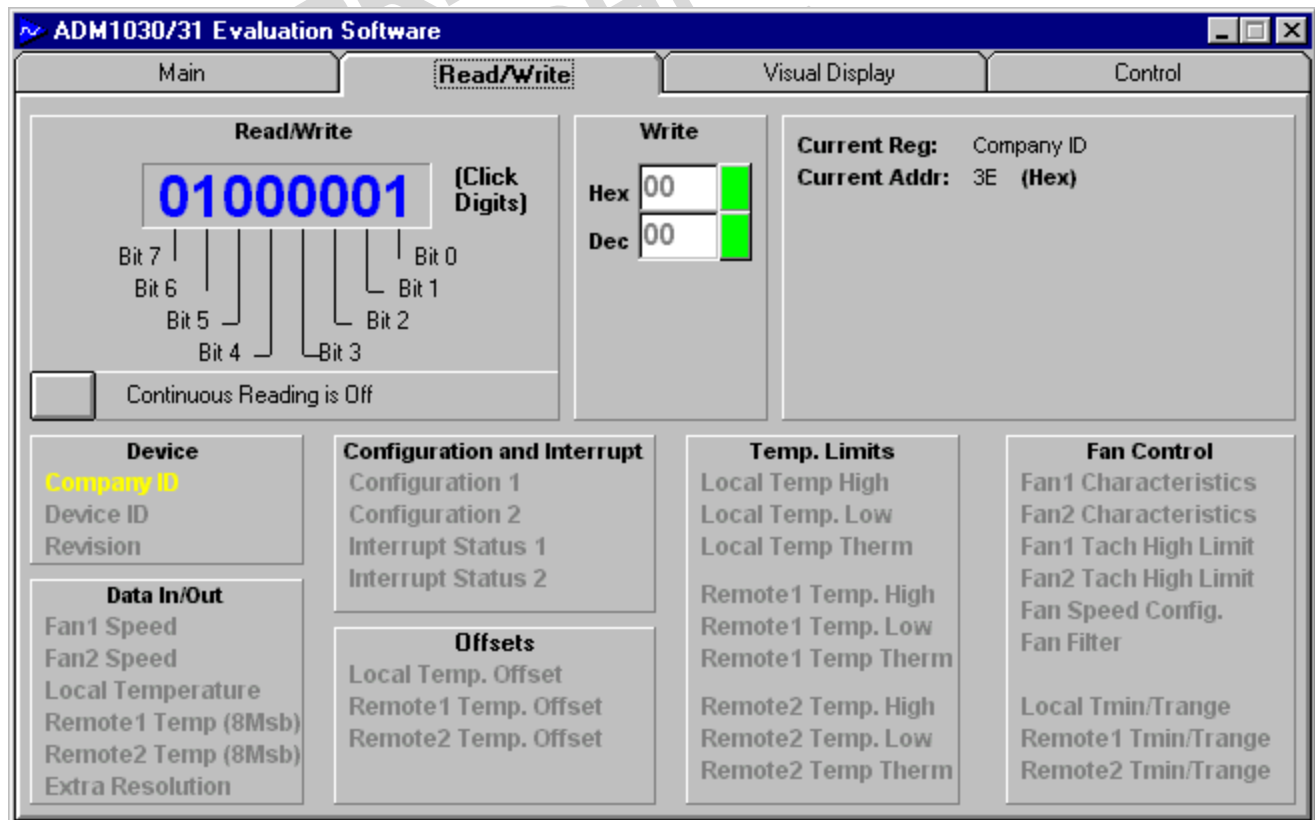 ADM1030/31 Evaluation Software
Main Read/Write Visual Display Control
Read/Write
01000001
(Click
Digits)
Bit 7
Bit 0
Bit 6
Bit 1
Bit 5
Bit 2
Bit 4
Bit 3
Continuous Reading is Off
Write
Hex 00
Dec 00
Current Reg: Company ID
Current Addr: 3E (Hex)
Device
Company ID
Device ID
Revision
Data In/Out
Fan1 Speed
Fan2 Speed
Local Temperature
Remote1 Temp (8Msb)
Remote2 Temp (8Msb)
Extra Resolution
Configuration and Interrupt
Configuration 1
Configuration 2
Interrupt Status 1
Interrupt Status 2
Offsets
Local Temp. Offset
Remote1 Temp. Offset
Remote2 Temp. Offset
Temp. Limits
Local Temp High
Local Temp. Low
Local Temp Therm
Remote1 Temp. High
Remote1 Temp. Low
Remote1 Temp Therm
Remote2 Temp. High
Remote2 Temp. Low
Remote2 Temp Therm
Fan Control
Fan1 Characteristics
Fan2 Characteristics
Fan1 Tach High Limit
Fan2 Tach High Limit
Fan Speed Config.
Fan Filter
Local Tmin/Trange
Remote1 Tmin/Trange
Remote2 Tmin/Trange